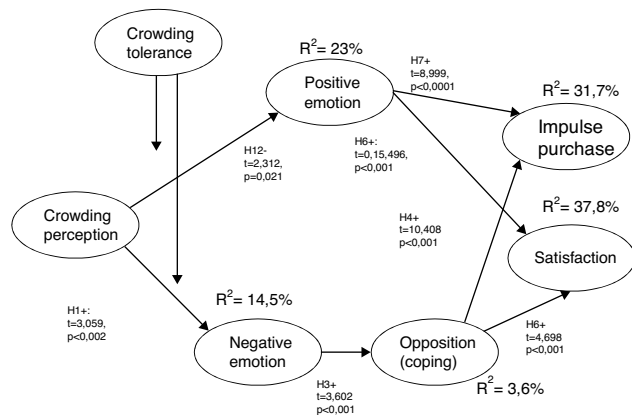 Crowding
tolerance
R²= 23%
Positive
emotion
H7+
t=8,999,
p<0,0001
R²= 31,7%
Impulse
purchase
H12-
t=2,312,
p=0,021
H6+:
t=0,15,496,
p<0,001
Crowding
perception
H4+
t=10,408
p<0,001
R²= 37,8%
Satisfaction
H1+:
t=3,059,
p<0,002
R²= 14,5%
Negative
emotion
H3+
t=3,602
p<0,001
Opposition
(coping)
H6+
t=4,698
p<0,001
R²= 3,6%